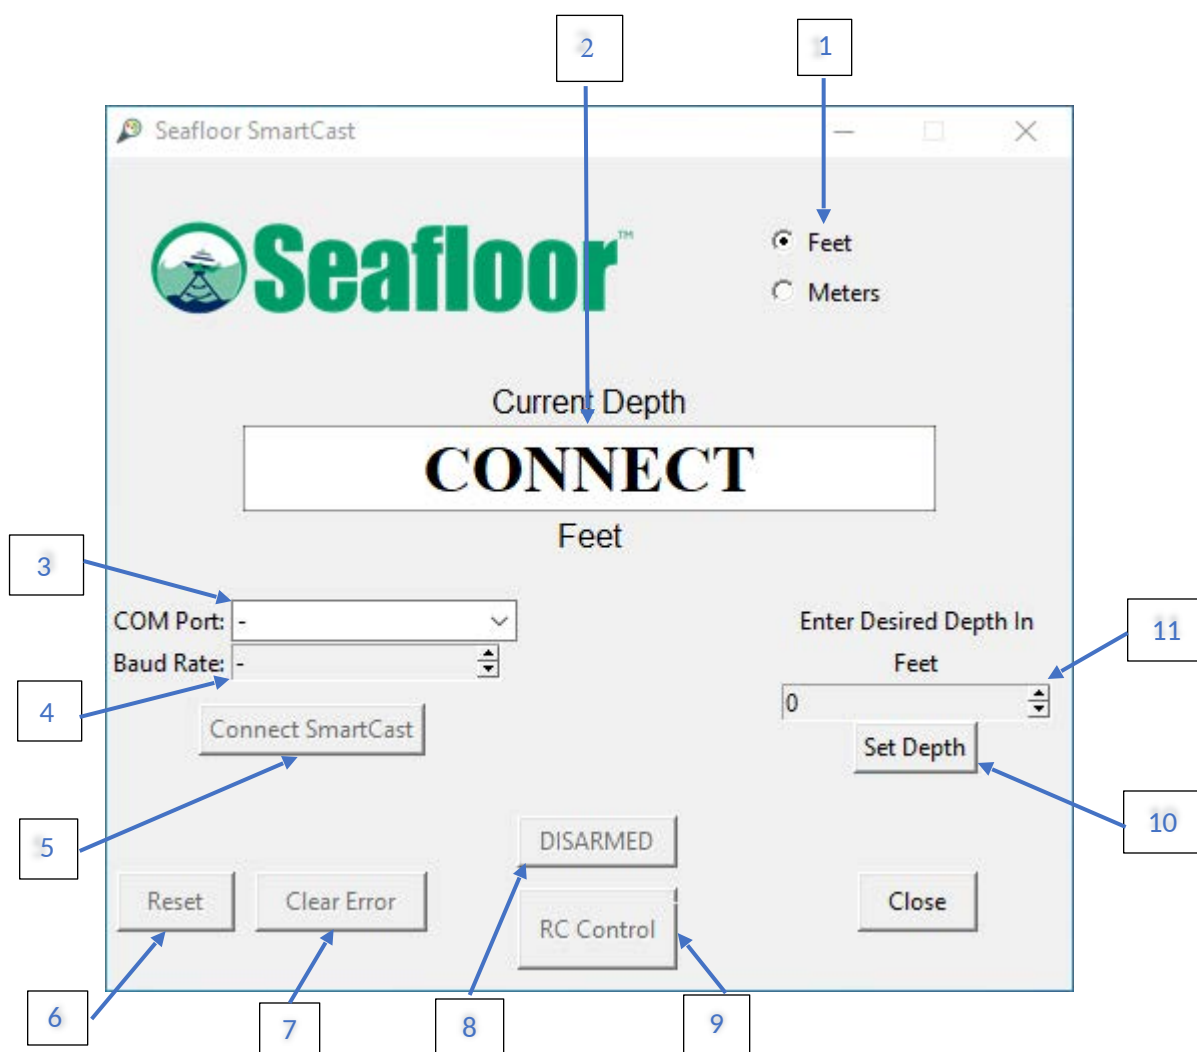 2
1
Seafloor SmartCast
Seafloor™
Feet
Meters
Current Depth
CONNECT
Feet
3
COM Port: -
Baud Rate: -
4
Connect SmartCast
5
Enter Desired Depth In
Feet
11
0
Set Depth
10
DISARMED
Reset
Clear Error
RC Control
Close
6
7
8
9